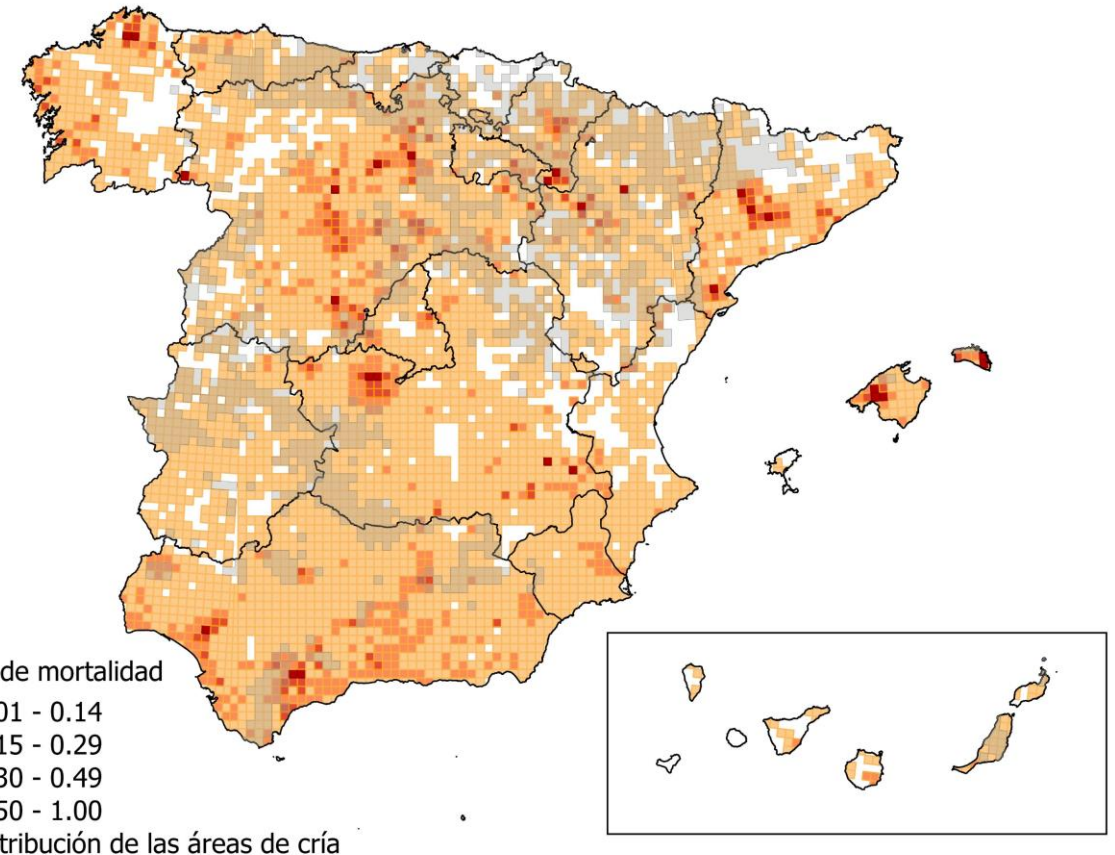 de mortalidad
01 - 0.14
15 - 0.29
30 - 0.49
50 - 1.00
tribución de las áreas de cría